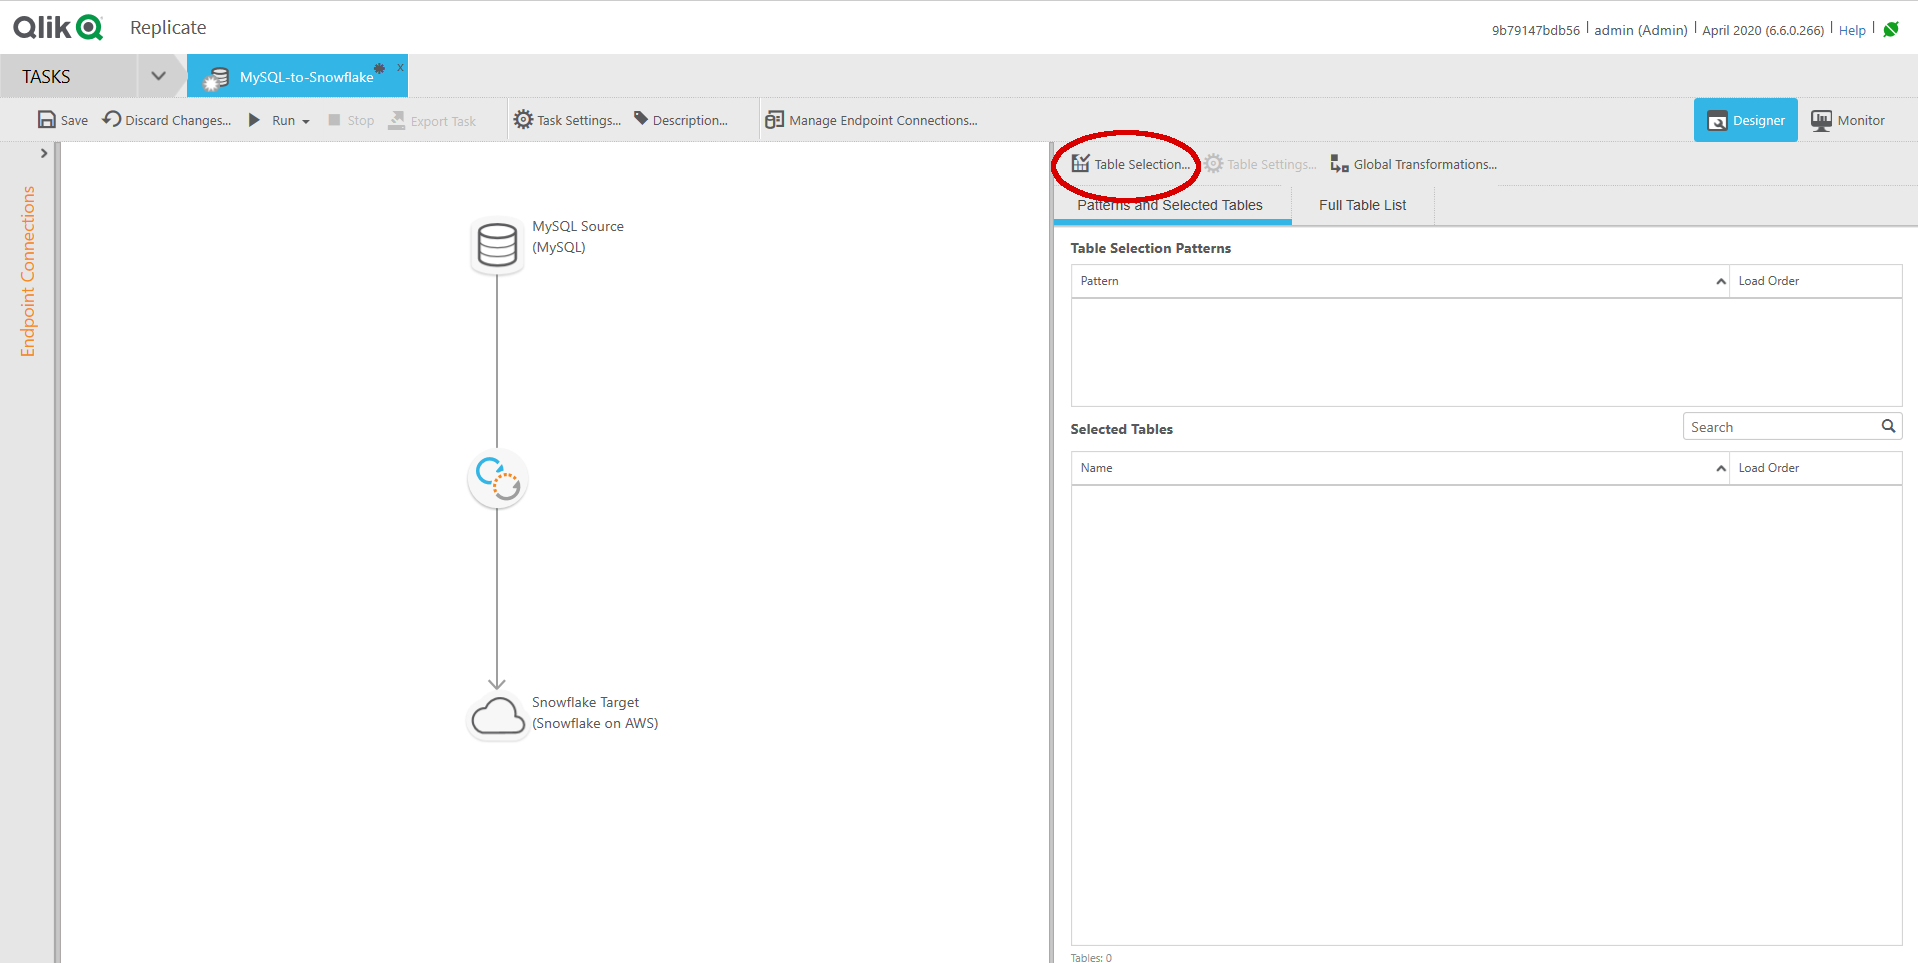 Qlik Replicate
9b79147bdb56 admin (Admin) April 2020 (6.6.0.266) Help
TASKS MySQL-to-Snowflake x
Save Discard Changes... Run Stop Export Task Task Settings... Description... Manage Endpoint Connections... Designer Monitor
Endpoint Connections
MySQL Source
(MySQL)
Snowflake Target
(Snowflake on AWS)
Table Selection... Table Settings... Global Transformations...
Patterns and Selected Tables Full Table List
Table Selection Patterns
Pattern Load Order
Selected Tables Search
Name Load Order
Tables: 0